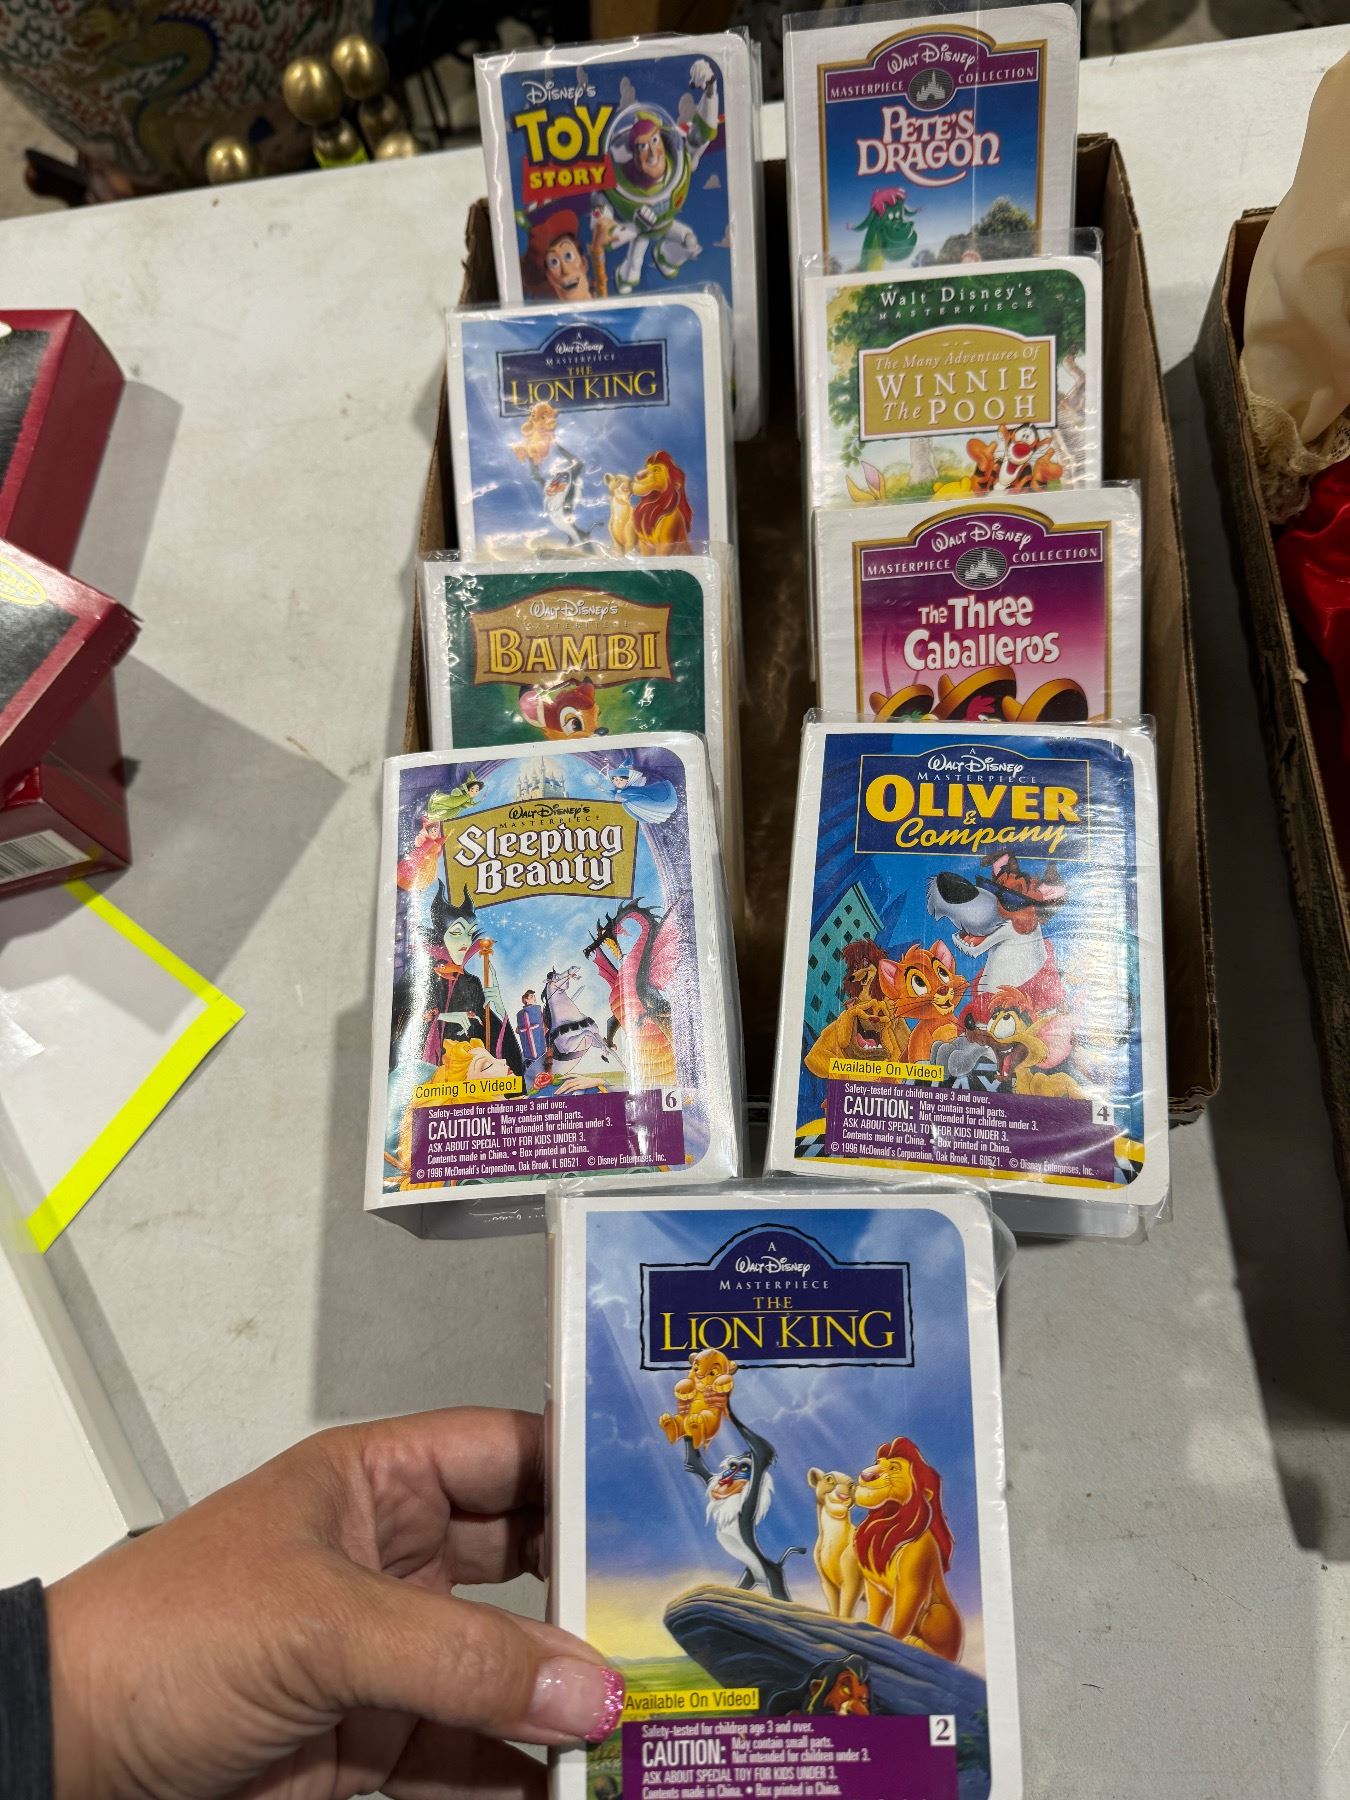 Disney's
TOY
STORY
Walt Disney
MASTERPIECE COLLECTION
PETE'S
DRAGON
A
Walt Disney
MASTERPIECE
THE
LION KING
Walt Disney's
MASTERPIECE
The Many Adventures Of
WINNIE
The POOH
Walt Disney's
MASTERPIECE
BAMBI
WALT DISNEY
MASTERPIECE COLLECTION
The Three
Caballeros
WALT DISNEY'S
MASTERPIECE
Sleeping
Beauty
Coming To Video!
6
Safety-tested for children age 3 and over.
CAUTION: May contain small parts.
Not intended for children under 3.
ASK ABOUT SPECIAL TOY FOR KIDS UNDER 3.
Contents made in China. • Box printed in China.
© 1996 McDonald's Corporation, Oak Brook, IL 60521. © Disney Enterprises, Inc.
A
WALT DISNEY
MASTERPIECE
OLIVER
&
Company
TAXI
Available On Video!
4
Safety-tested for children age 3 and over.
CAUTION: May contain small parts.
Not intended for children under 3.
ASK ABOUT SPECIAL TOY FOR KIDS UNDER 3.
Contents made in China. • Box printed in China.
© 1996 McDonald's Corporation, Oak Brook, IL 60521. © Disney Enterprises, Inc.
A
WALT DISNEY
MASTERPIECE
THE
LION KING
Available On Video!
2
Safety-tested for children age 3 and over.
CAUTION: May contain small parts.
Not intended for children under 3.
ASK ABOUT SPECIAL TOY FOR KIDS UNDER 3.
Contents made in China. • Box printed in China.